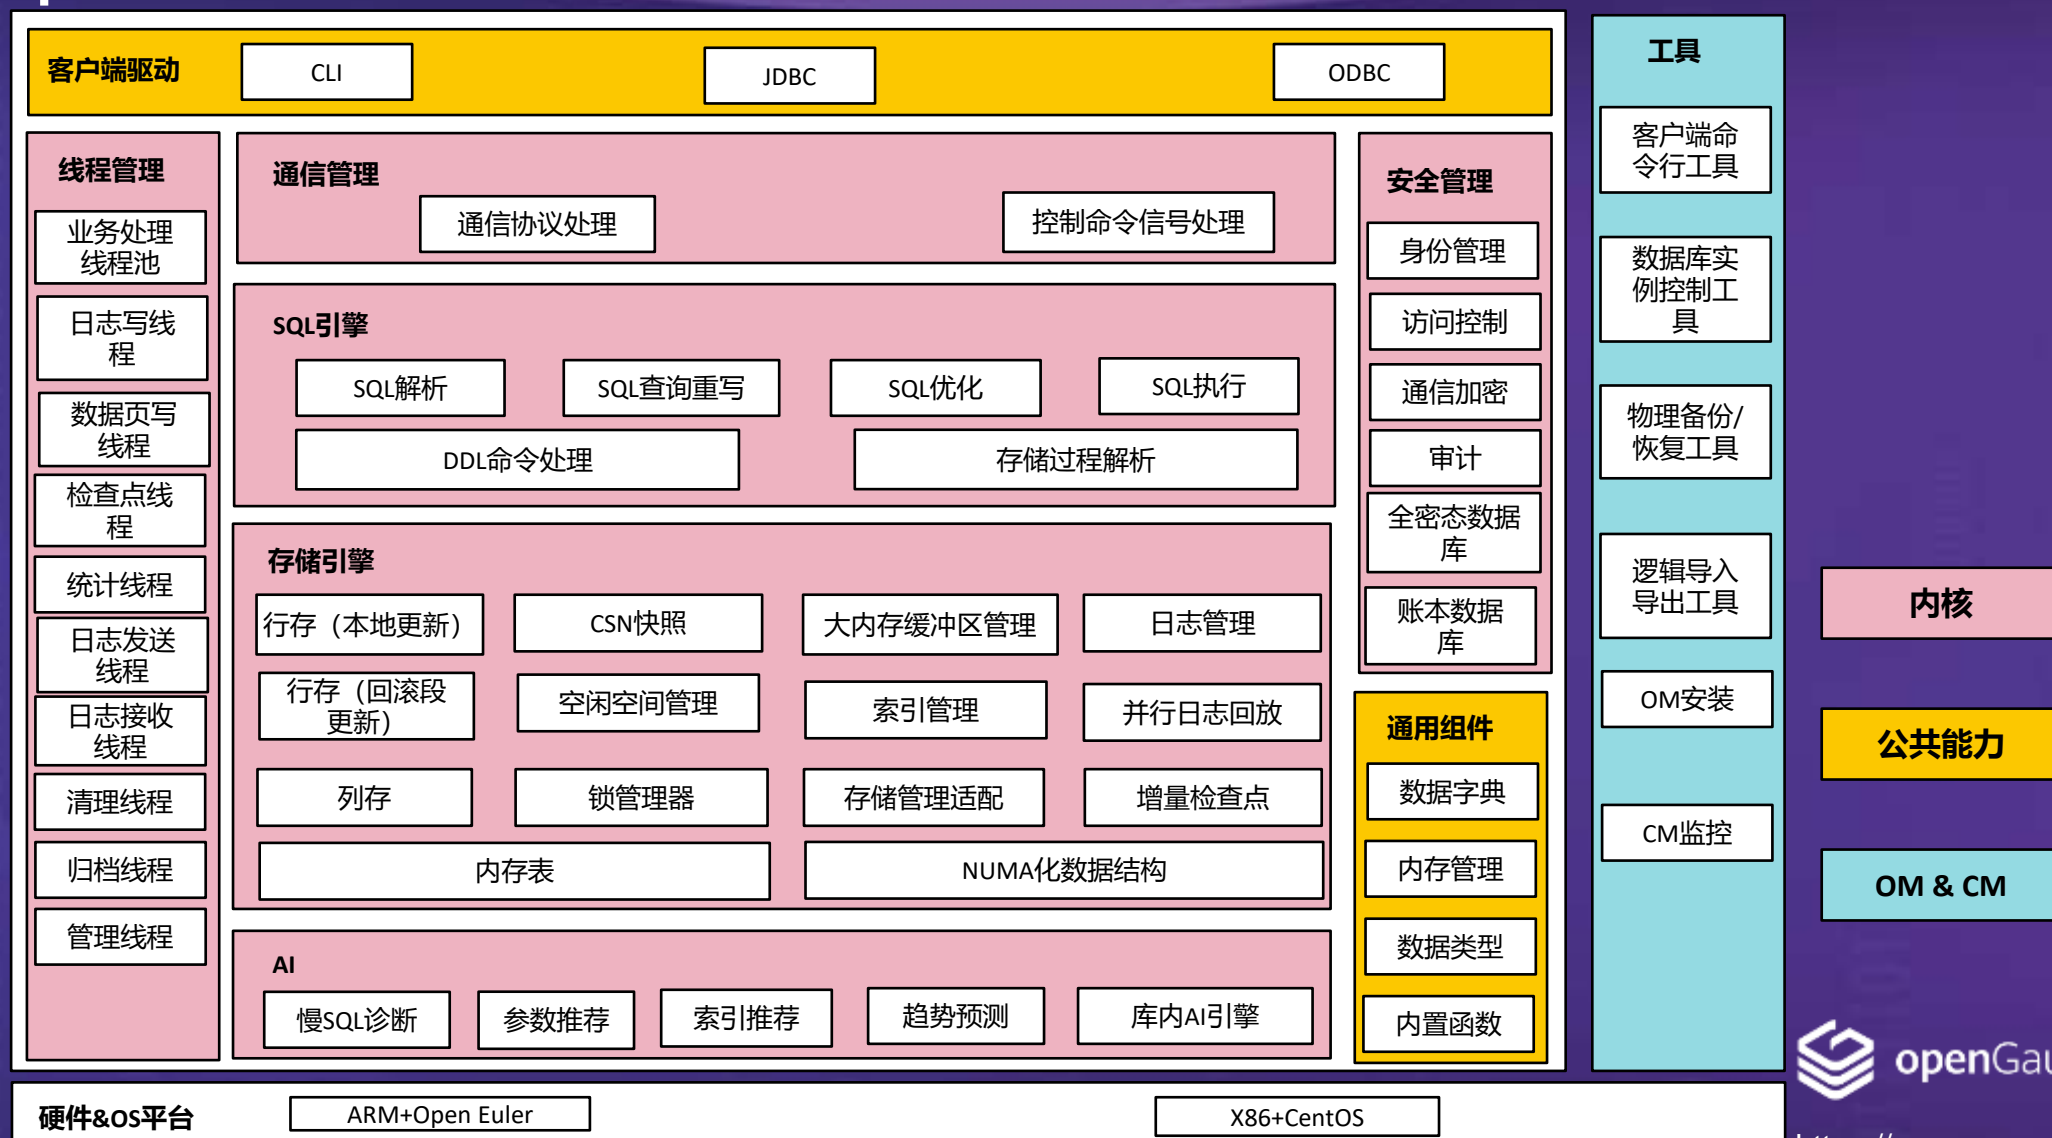 客户端驱动
CLI
JDBC
ODBC
线程管理
业务处理
线程池
日志写线
程
数据页写
线程
检查点线
程
统计线程
日志发送
线程
日志接收
线程
清理线程
归档线程
管理线程
通信管理
通信协议处理
控制命令信号处理
SQL引擎
SQL解析
SQL查询重写
SQL优化
SQL执行
DDL命令处理
存储过程解析
存储引擎
行存（本地更新）
CSN快照
大内存缓冲区管理
日志管理
行存（回滚段
更新）
空闲空间管理
索引管理
并行日志回放
列存
锁管理器
存储管理适配
增量检查点
内存表
NUMA化数据结构
AI
慢SQL诊断
参数推荐
索引推荐
趋势预测
库内AI引擎
安全管理
身份管理
访问控制
通信加密
审计
全密态数据
库
账本数据
库
通用组件
数据字典
内存管理
数据类型
内置函数
工具
客户端命
令行工具
数据库实
例控制工
具
物理备份/
恢复工具
逻辑导入
导出工具
OM安装
CM监控
内核
公共能力
OM & CM
openGau
硬件&OS平台
ARM+Open Euler
X86+CentOS